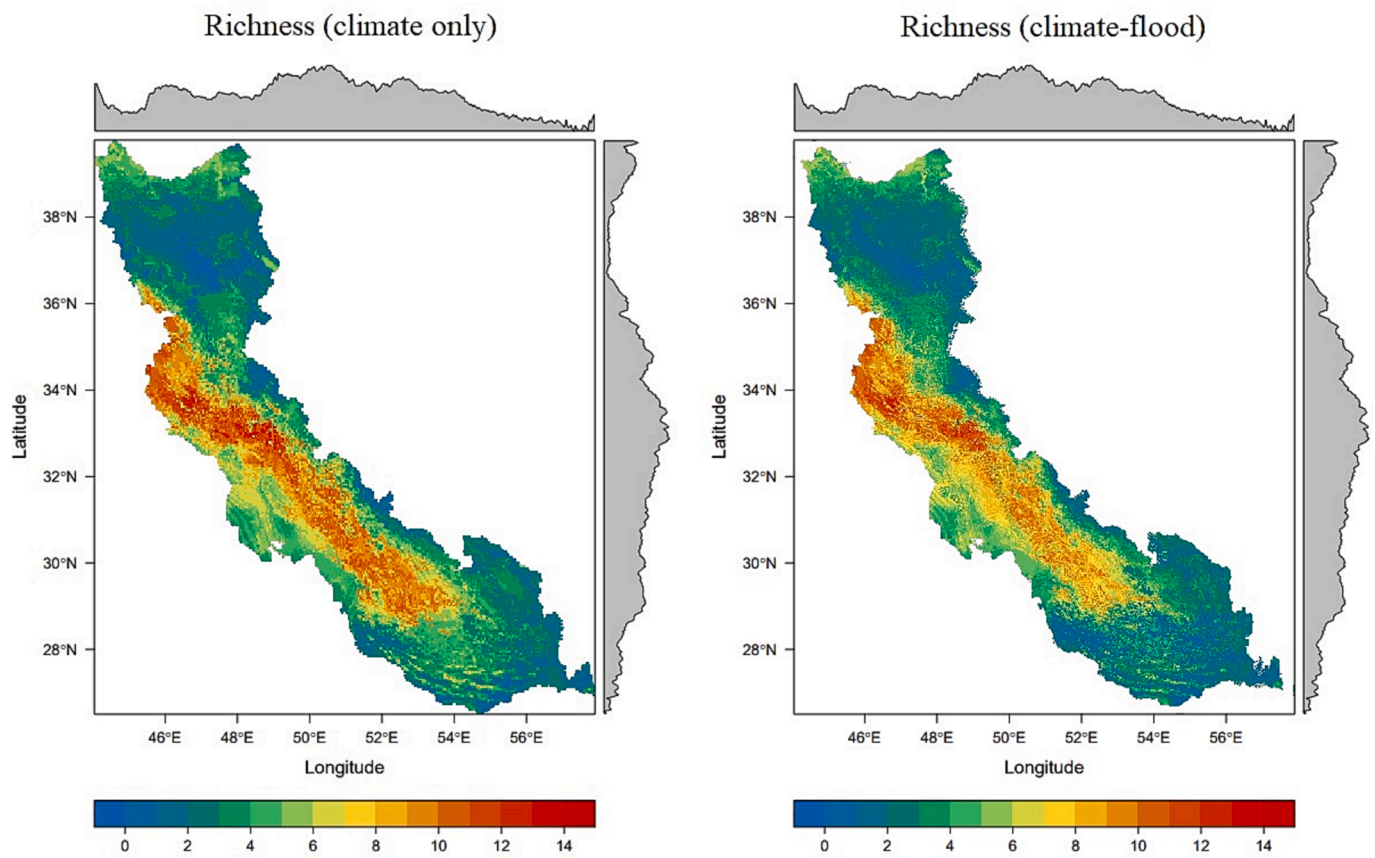 Richness (climate only)
Richness (climate-flood)
38°N
36°N
34°N
32°N
30°N
28°N
Latitude
46°E 48°E 50°E 52°E 54°E 56°E
Longitude
0 2 4 6 8 10 12 14
38°N
36°N
34°N
32°N
30°N
28°N
Latitude
46°E 48°E 50°E 52°E 54°E 56°E
Longitude
0 2 4 6 8 10 12 14